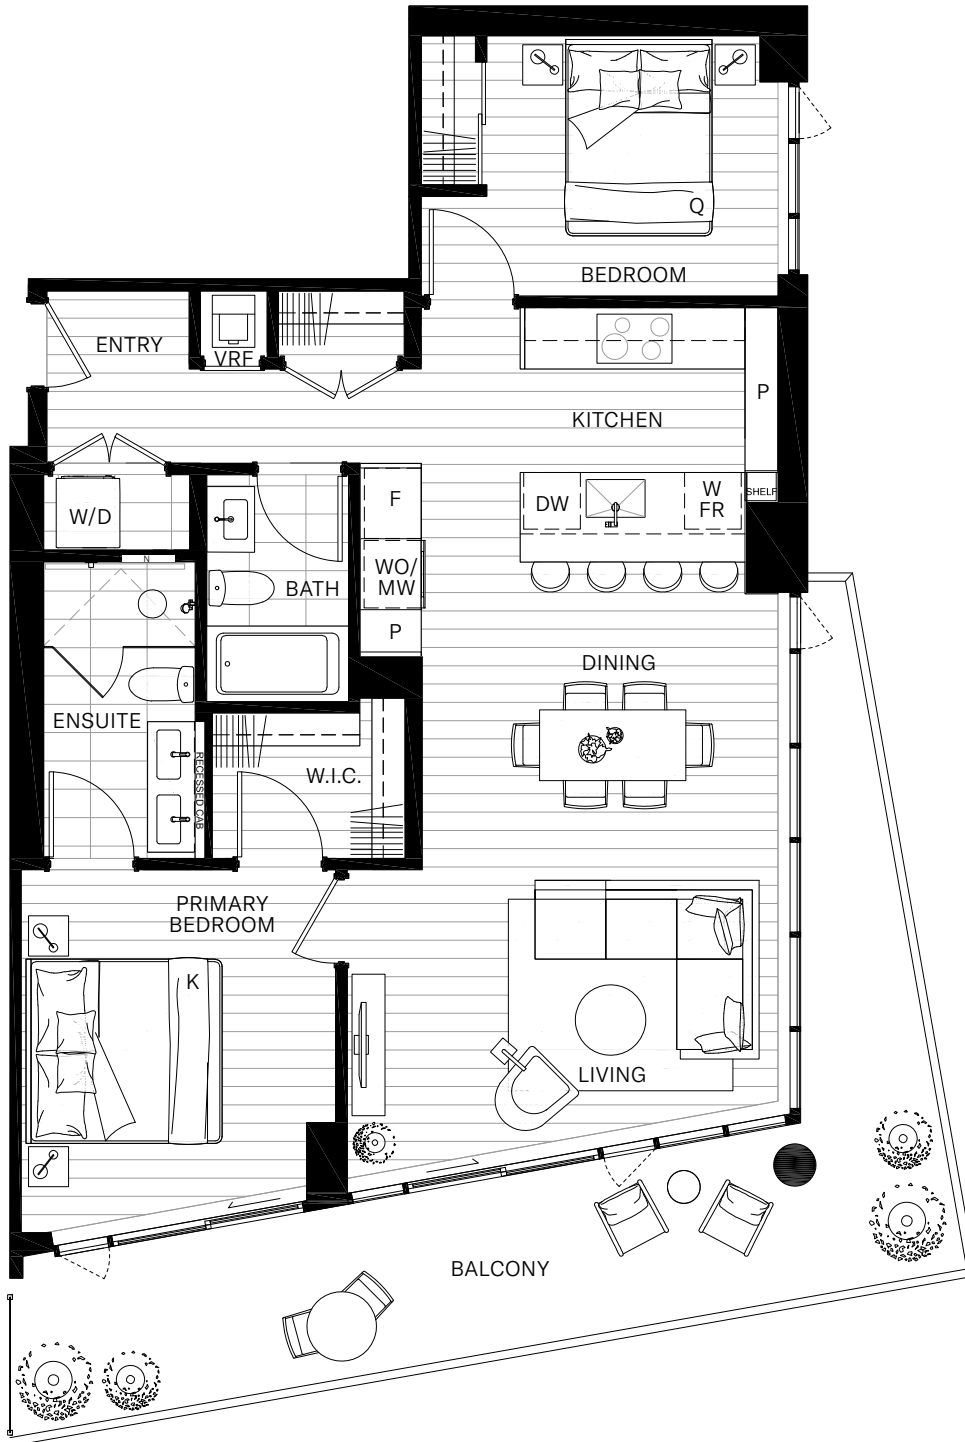 Q
BEDROOM
ENTRY
VRF
KITCHEN
P
W/D
F
DW
W
FR
SHELF
N
BATH
WO/
MW
P
DINING
ENSUITE
RECESSED CAB
W.I.C.
PRIMARY
BEDROOM
K
LIVING
BALCONY